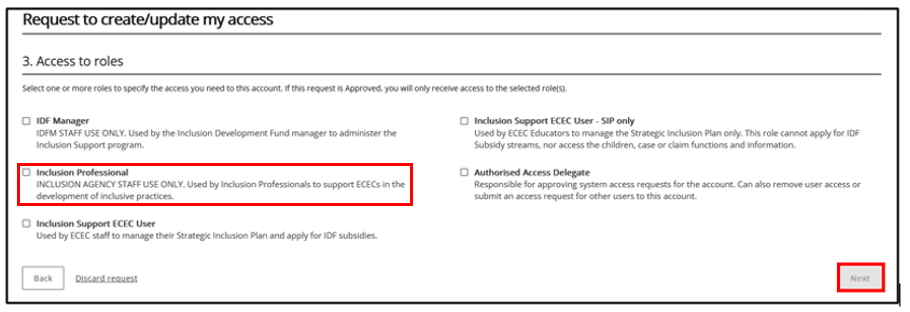 Request to create/update my access
3. Access to roles
Select one or more roles to specify the access you need to this account. If this request is Approved, you will only receive access to the selected role(s).
IDF Manager
IDFM STAFF USE ONLY. Used by the Inclusion Development Fund manager to administer the
Inclusion Support program.
Inclusion Professional
INCLUSION AGENCY STAFF USE ONLY. Used by Inclusion Professionals to support ECECs in the
development of inclusive practices.
Inclusion Support ECEC User
Used by ECEC staff to manage their Strategic Inclusion Plan and apply for IDF subsidies.
Inclusion Support ECEC User - SIP only
Used by ECEC Educators to manage the Strategic Inclusion Plan only. This role cannot apply for IDF
Subsidy streams, nor access the children, case or claim functions and information.
Authorised Access Delegate
Responsible for approving system access requests for the account. Can also remove user access or
submit an access request for other users to this account.
Back
Discard request
Next